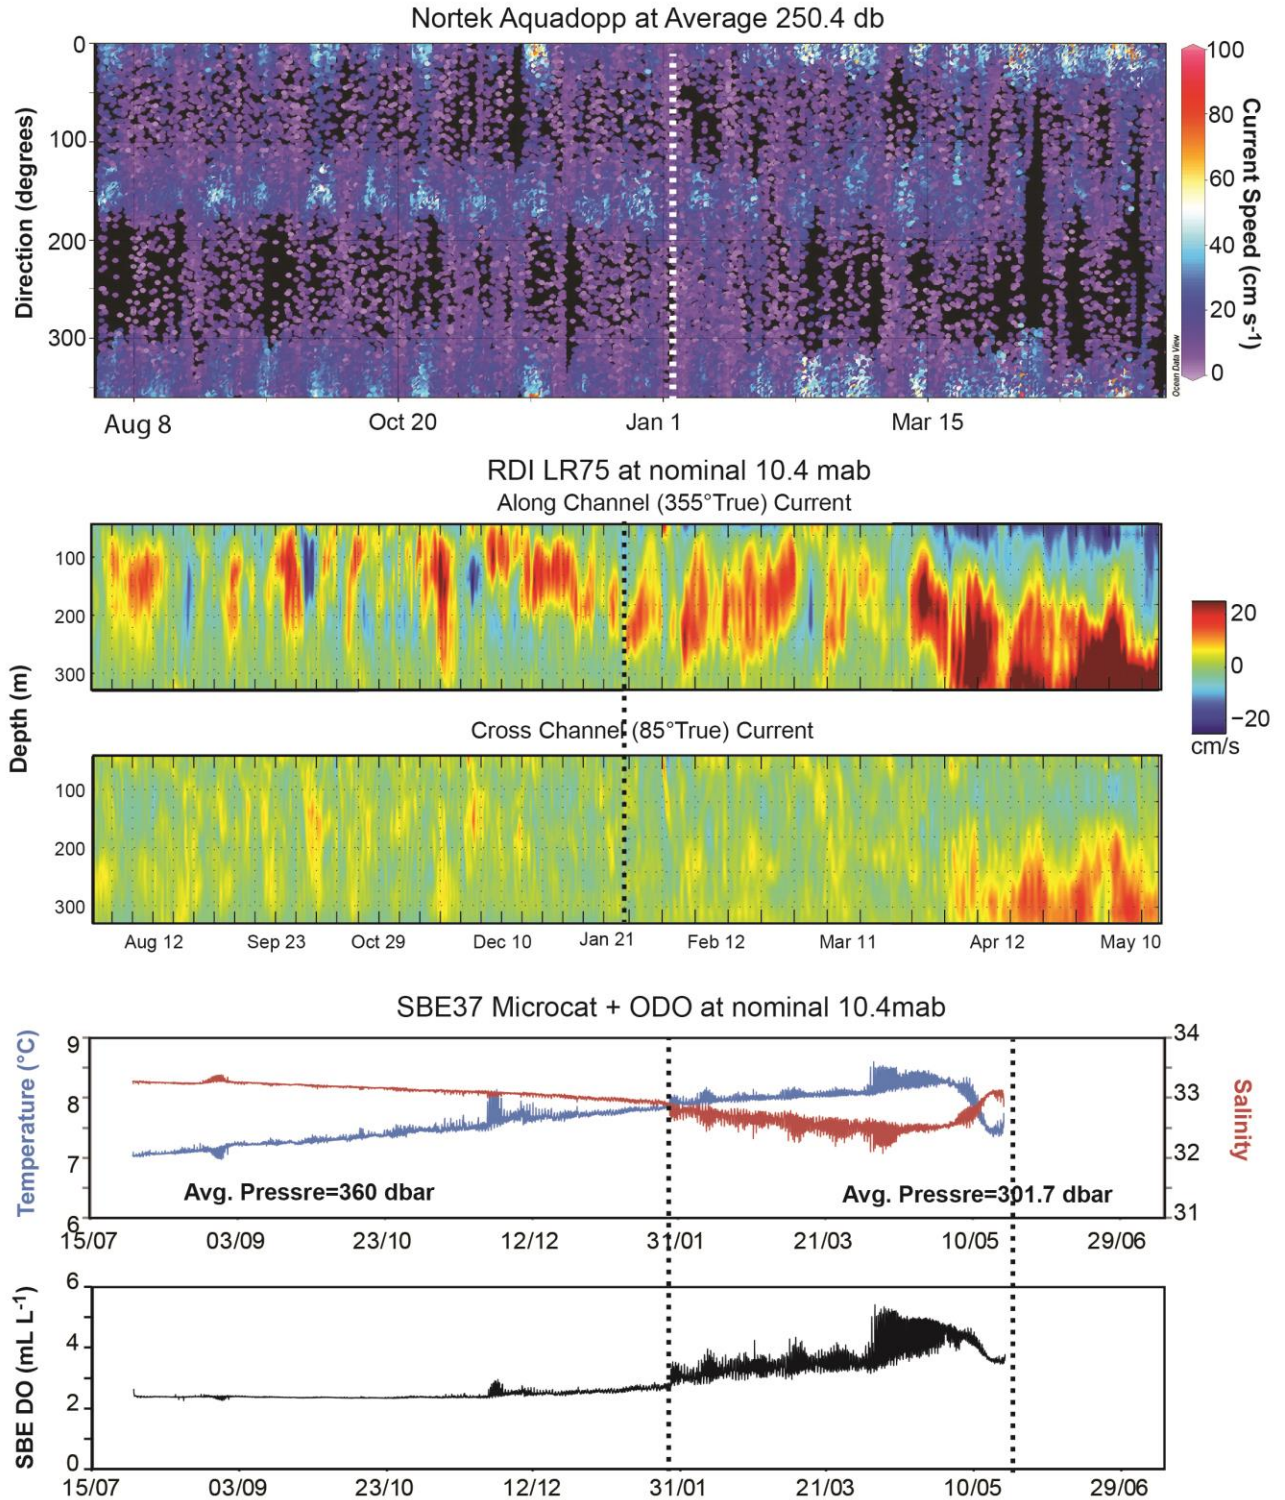 Nortek Aquadopp at Average 250.4 db
Direction (degrees)
0
100
200
300
Aug 8
Oct 20
Jan 1
Mar 15
Ocean Data View
100
80
60
40
20
0
Current Speed (cm s-1)
RDI LR75 at nominal 10.4 mab
Along Channel (355°True) Current
100
200
300
Depth (m)
20
0
−20
cm/s
Cross Channel (85°True) Current
100
200
300
Aug 12
Sep 23
Oct 29
Dec 10
Jan 21
Feb 12
Mar 11
Apr 12
May 10
SBE37 Microcat + ODO at nominal 10.4mab
Temperature (°C)
9
8
7
6
34
33
32
31
Salinity
Avg. Pressre=360 dbar
Avg. Pressre=301.7 dbar
15/07
03/09
23/10
12/12
31/01
21/03
10/05
29/06
SBE DO (mL L-1)
6
4
2
0
15/07
03/09
23/10
12/12
31/01
21/03
10/05
29/06